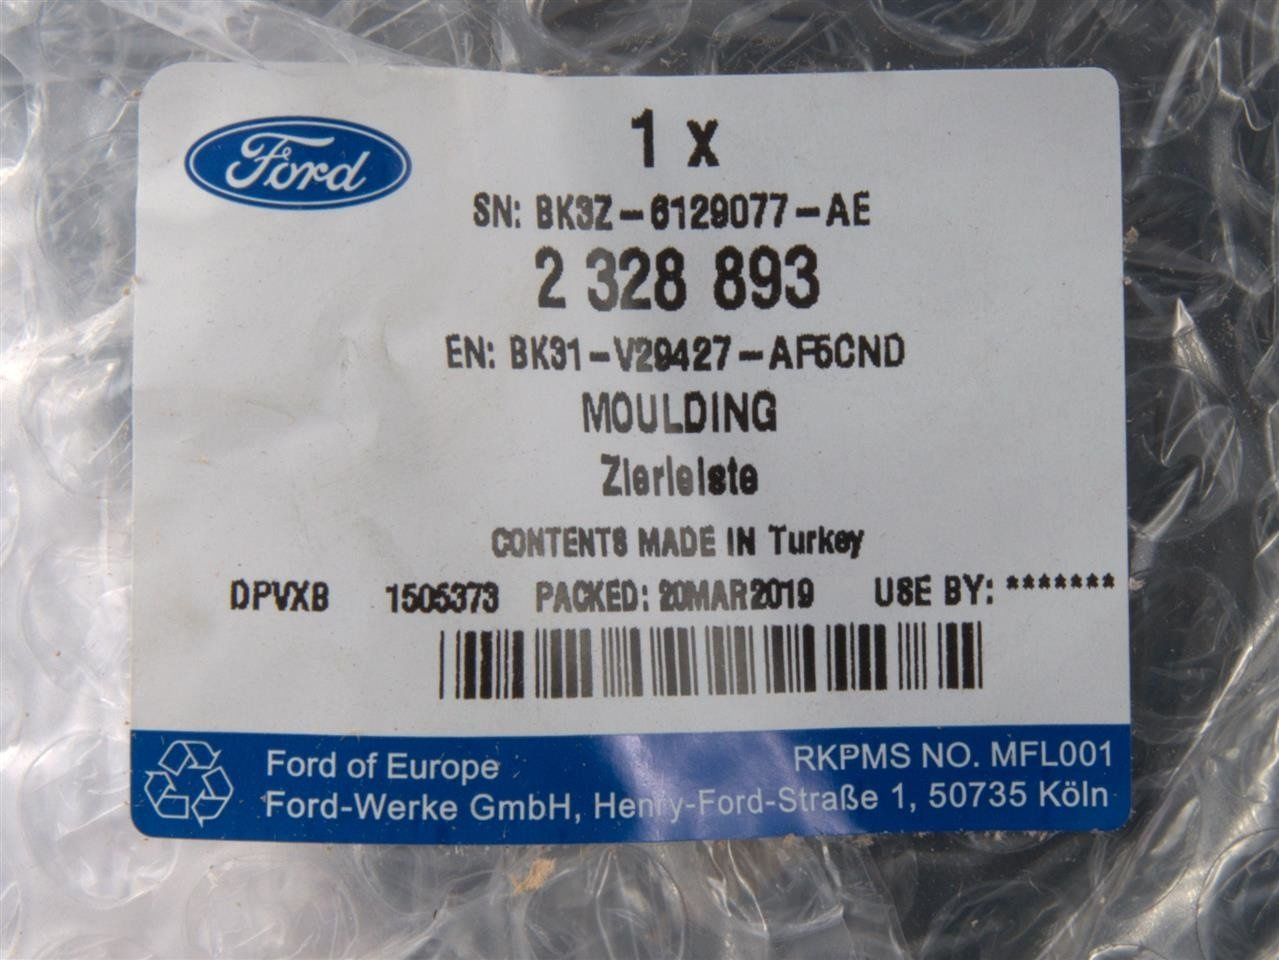 Ford
1 x
SN: BK3Z-6129077-AE
2 328 893
EN: BK31-V29427-AF5CND
MOULDING
Zierleiste
CONTENTS MADE IN Turkey
DPVXB 1505373 PACKED: 20MAR2019 USE BY: *******
Ford of Europe RKPMS NO. MFL001
Ford-Werke GmbH, Henry-Ford-Straße 1, 50735 Köln